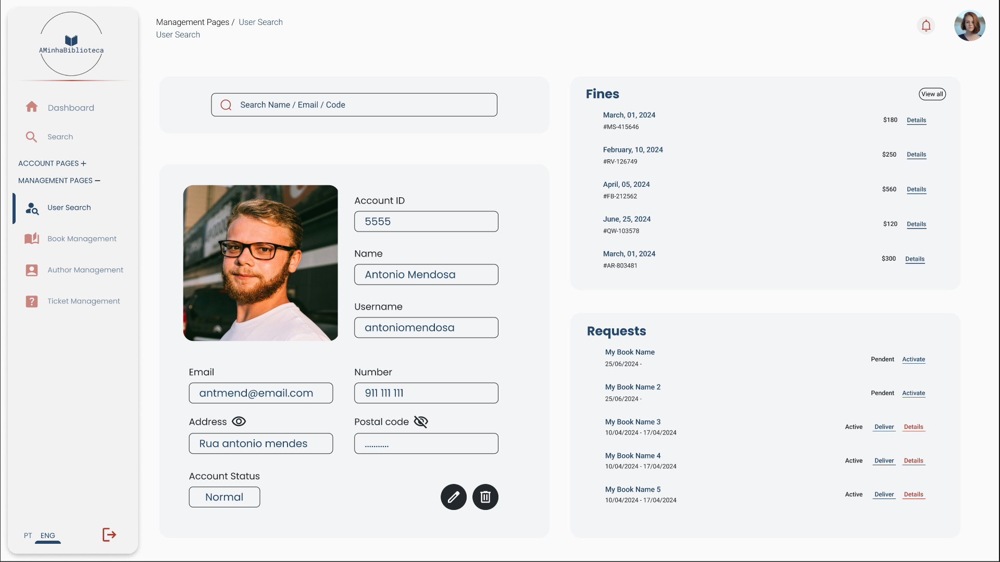 AMinhaBiblioteca
Dashboard
Search
ACCOUNT PAGES +
MANAGEMENT PAGES −
User Search
Book Management
Author Management
Ticket Management
PT ENG
Management Pages / User Search
User Search
Search Name / Email / Code
Account ID
5555
Name
Antonio Mendosa
Username
antoniomendosa
Email
antmend@email.com
Number
911 111 111
Address
Rua antonio mendes
Postal code
...........
Account Status
Normal
Fines
View all
March, 01, 2024
#MS-415646
$180 Details
February, 10, 2024
#RV-126749
$250 Details
April, 05, 2024
#FB-212562
$560 Details
June, 25, 2024
#QW-103578
$120 Details
March, 01, 2024
#AR-803481
$300 Details
Requests
My Book Name
25/06/2024 -
Pendent Activate
My Book Name 2
25/06/2024 -
Pendent Activate
My Book Name 3
10/04/2024 - 17/04/2024
Active Deliver Details
My Book Name 4
10/04/2024 - 17/04/2024
Active Deliver Details
My Book Name 5
10/04/2024 - 17/04/2024
Active Deliver Details